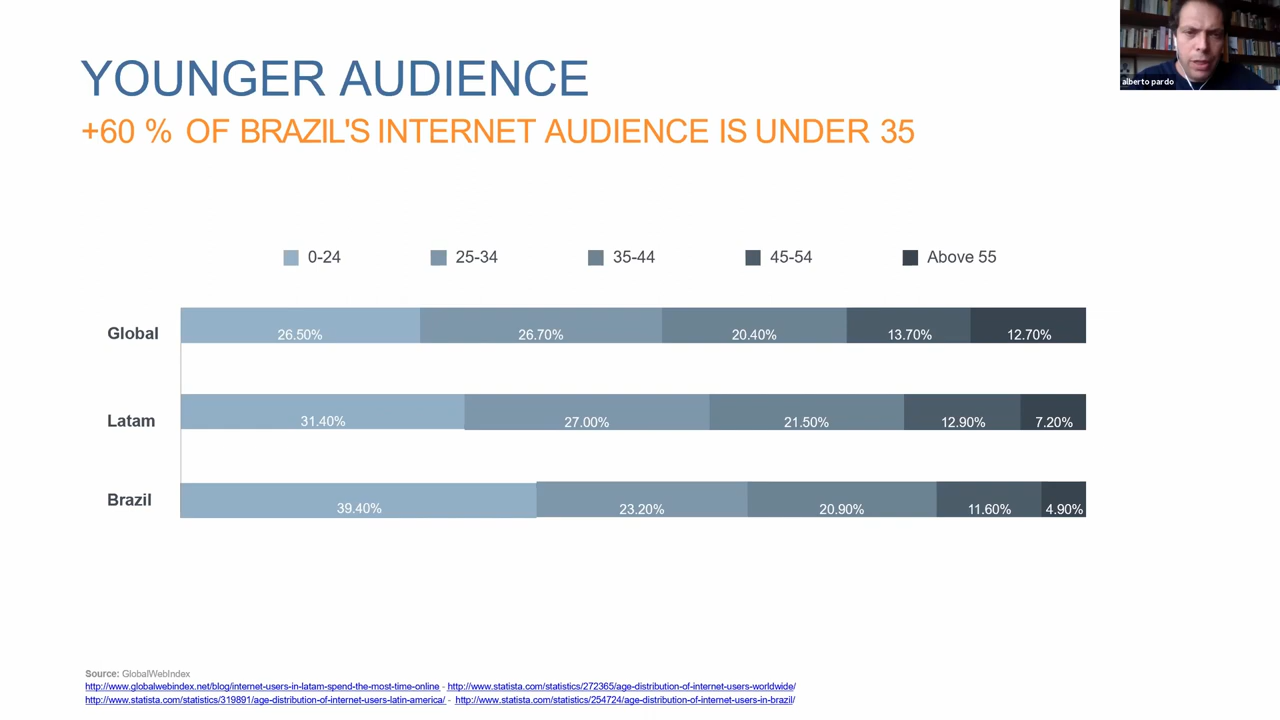 YOUNGER AUDIENCE
alberto pardo
+60 % OF BRAZIL'S INTERNET AUDIENCE IS UNDER 35
0-24 25-34 35-44 45-54 Above 55
Global 26.50% 26.70% 20.40% 13.70% 12.70%
Latam 31.40% 27.00% 21.50% 12.90% 7.20%
Brazil 39.40% 23.20% 20.90% 11.60% 4.90%
Source: GlobalWebIndex
http://www.globalwebindex.net/blog/internet-users-in-latam-spend-the-most-time-online - http://www.statista.com/statistics/272365/age-distribution-of-internet-users-worldwide/
http://www.statista.com/statistics/319891/age-distribution-of-internet-users-latin-america/ - http://www.statista.com/statistics/254724/age-distribution-of-internet-users-in-brazil/